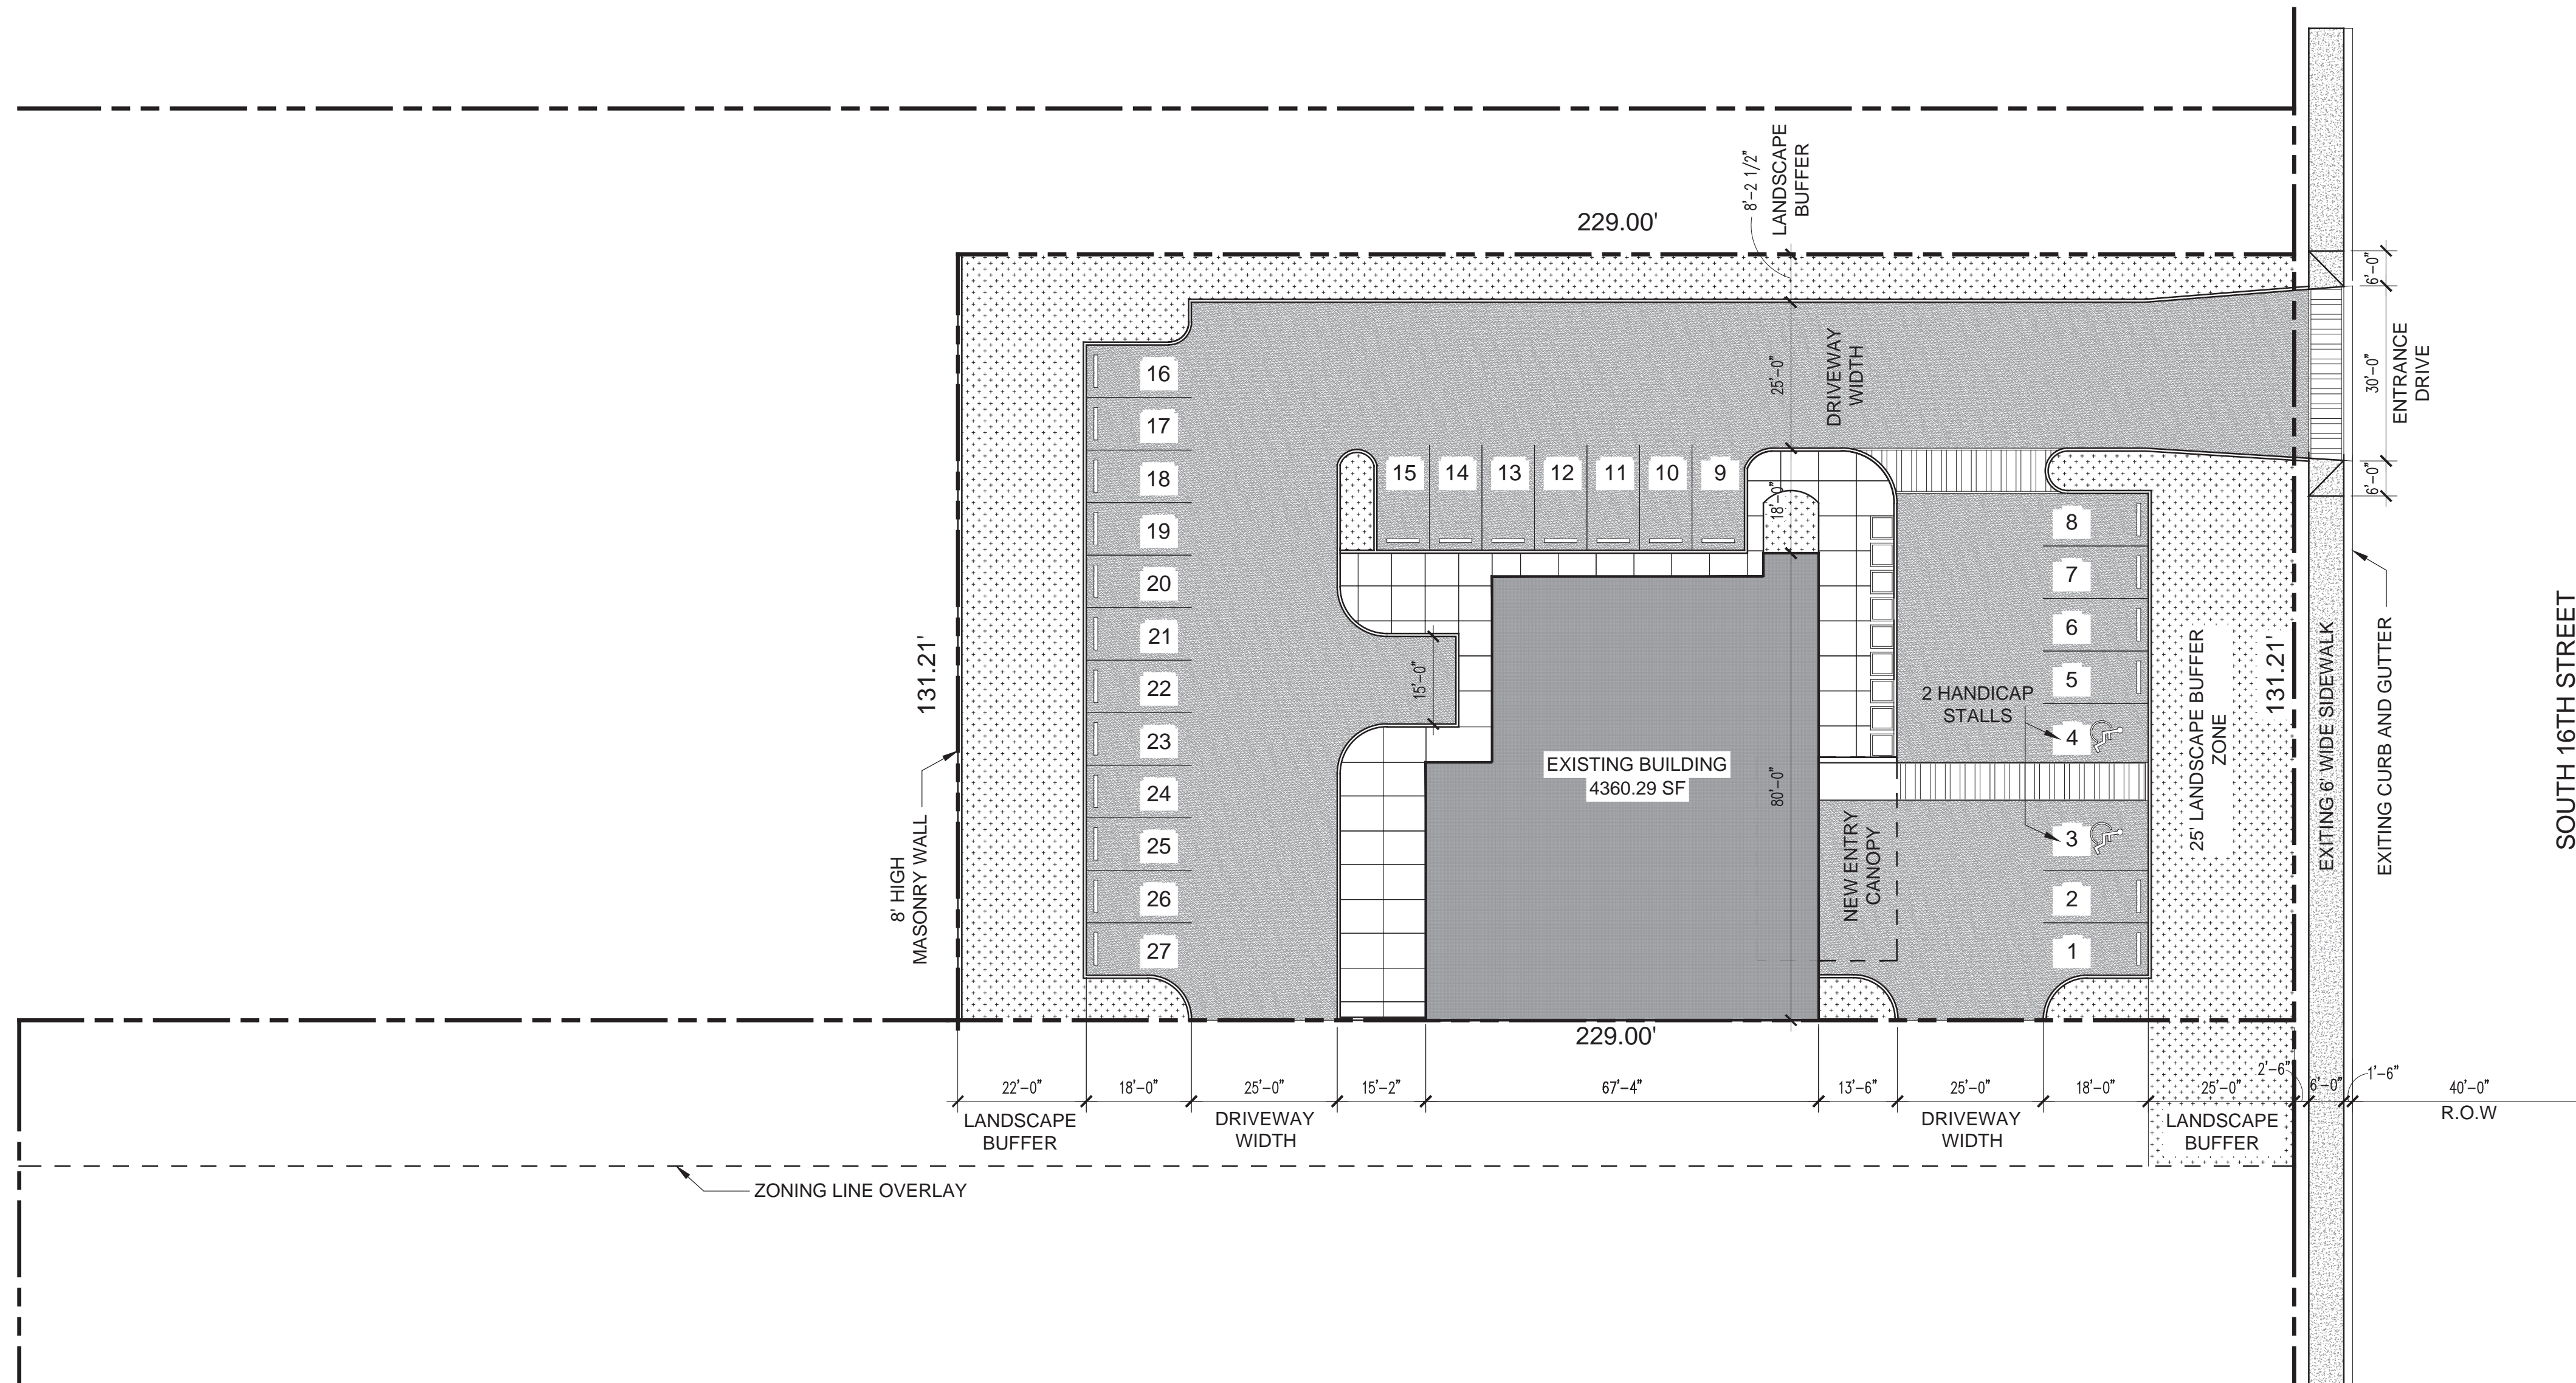 229.00'
8'-2 1/2"
LANDSCAPE
BUFFER
6'-0"
30'-0"
ENTRANCE
DRIVE
6'-0"
25'-0"
DRIVEWAY
WIDTH
16
17
18
19
20
21
22
23
24
25
26
27
15
14
13
12
11
10
9
18'-0"
8
7
6
5
4
3
2
1
2 HANDICAP
STALLS
15'-0"
131.21'
8' HIGH
MASONRY WALL
EXISTING BUILDING
4360.29 SF
80'-0"
NEW ENTRY
CANOPY
25' LANDSCAPE BUFFER
ZONE
131.21'
EXITING 6' WIDE SIDEWALK
EXITING CURB AND GUTTER
SOUTH 16TH STREET
229.00'
22'-0"
18'-0"
25'-0"
15'-2"
67'-4"
13'-6"
25'-0"
18'-0"
25'-0"
2'-6"
6'-0"
1'-6"
40'-0"
R.O.W
LANDSCAPE
BUFFER
DRIVEWAY
WIDTH
DRIVEWAY
WIDTH
LANDSCAPE
BUFFER
ZONING LINE OVERLAY